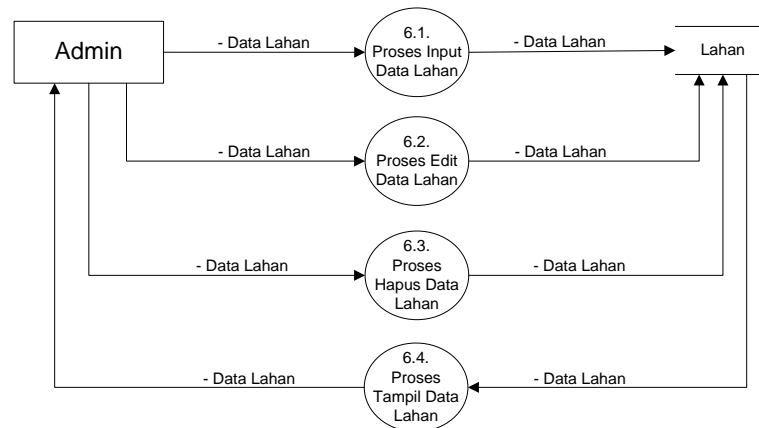 Admin
- Data Lahan
6.1.
Proses Input
Data Lahan
- Data Lahan
Lahan
- Data Lahan
6.2.
Proses Edit
Data Lahan
- Data Lahan
- Data Lahan
6.3.
Proses
Hapus Data
Lahan
- Data Lahan
- Data Lahan
6.4.
Proses
Tampil Data
Lahan
- Data Lahan